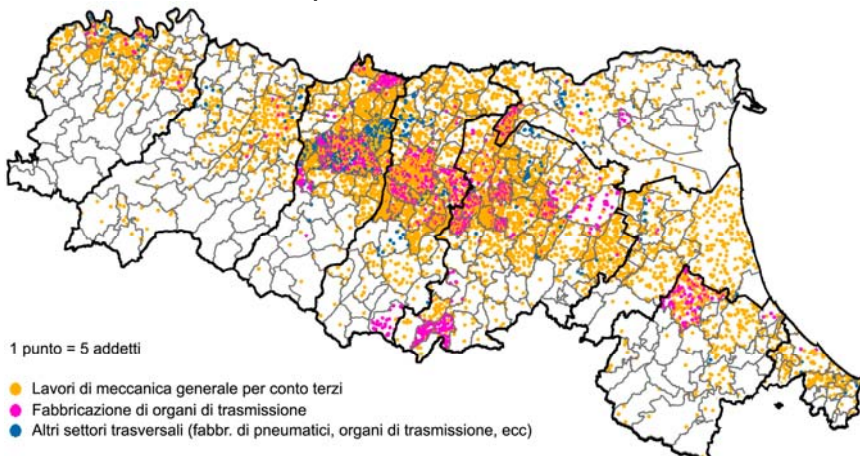 1 punto = 5 addetti
Lavori di meccanica generale per conto terzi
Fabbricazione di organi di trasmissione
Altri settori trasversali (fabbr. di pneumatici, organi di trasmissione, ecc)